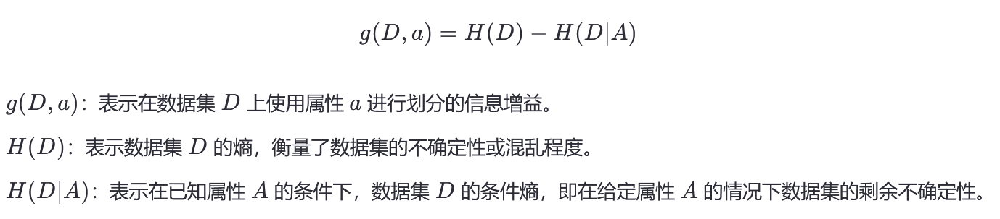 g(D, a) = H(D) − H(D|A)
g(D, a)：表示在数据集 D 上使用属性 a 进行划分的信息增益。
H(D)：表示数据集 D 的熵，衡量了数据集的不确定性或混乱程度。
H(D|A)：表示在已知属性 A 的条件下，数据集 D 的条件熵，即在给定属性 A 的情况下数据集的剩余不确定性。